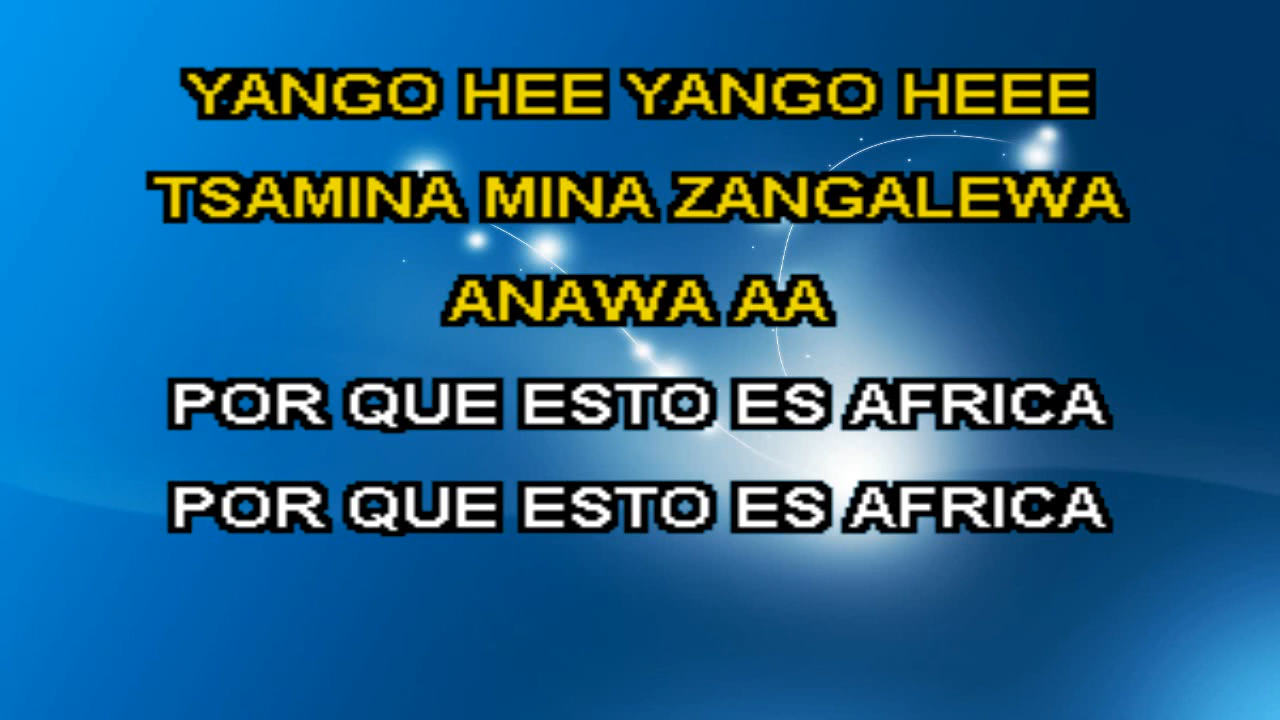 YANGO HEE YANGO HEEE
TSAMINA MINA ZANGALEWA
ANAWA AA
POR QUE ESTO ES AFRICA
POR QUE ESTO ES AFRICA